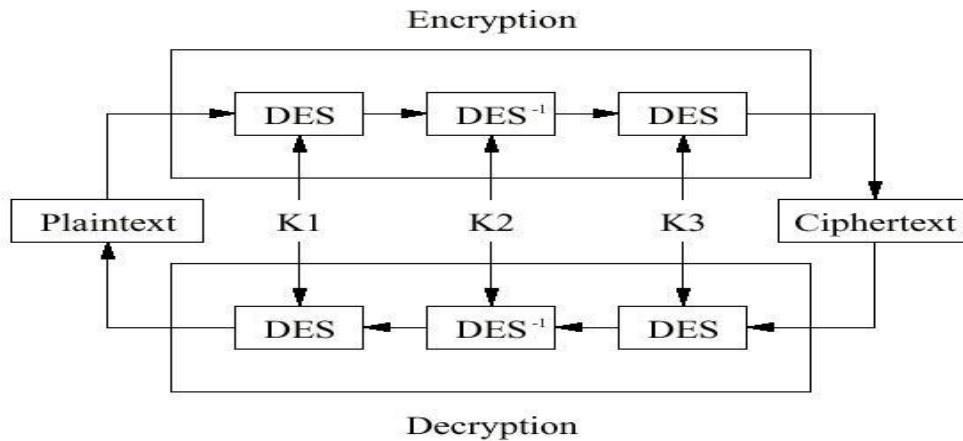 Encryption
DES DES⁻¹ DES
Plaintext K1 K2 K3 Ciphertext
DES DES⁻¹ DES
Decryption